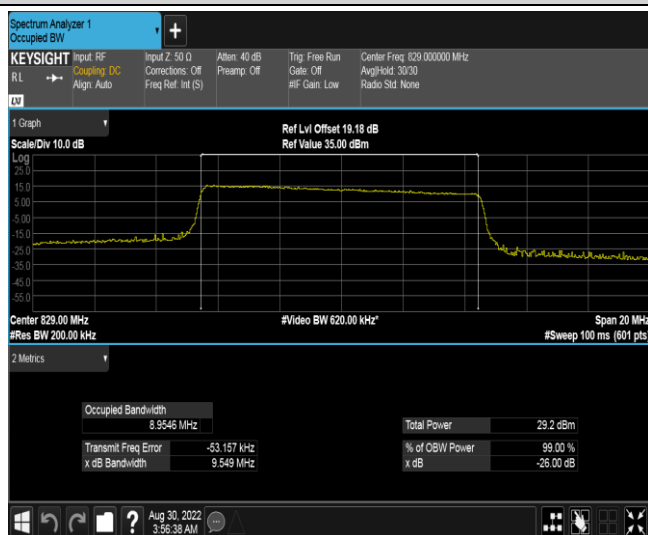 Spectrum Analyzer 1
Occupied BW
+
KEYSIGHT
RL
LXI
Input: RF
Coupling: DC
Align: Auto
Input Z: 50 Ω
Corrections: Off
Freq Ref: Int (S)
Atten: 40 dB
Preamp: Off
Trig: Free Run
Gate: Off
#IF Gain: Low
Center Freq: 829.000000 MHz
Avg|Hold: 30/30
Radio Std: None
1 Graph
Scale/Div 10.0 dB
Ref Lvl Offset 19.18 dB
Ref Value 35.00 dBm
Log
25.0
15.0
5.00
-5.00
-15.0
-25.0
-35.0
-45.0
-55.0
Center 829.00 MHz
#Res BW 200.00 kHz
#Video BW 620.00 kHz*
Span 20 MHz
#Sweep 100 ms (601 pts)
2 Metrics
Occupied Bandwidth
8.9546 MHz
Transmit Freq Error -53.157 kHz
x dB Bandwidth 9.549 MHz
Total Power 29.2 dBm
% of OBW Power 99.00 %
x dB -26.00 dB
?
Aug 30, 2022
3:56:38 AM